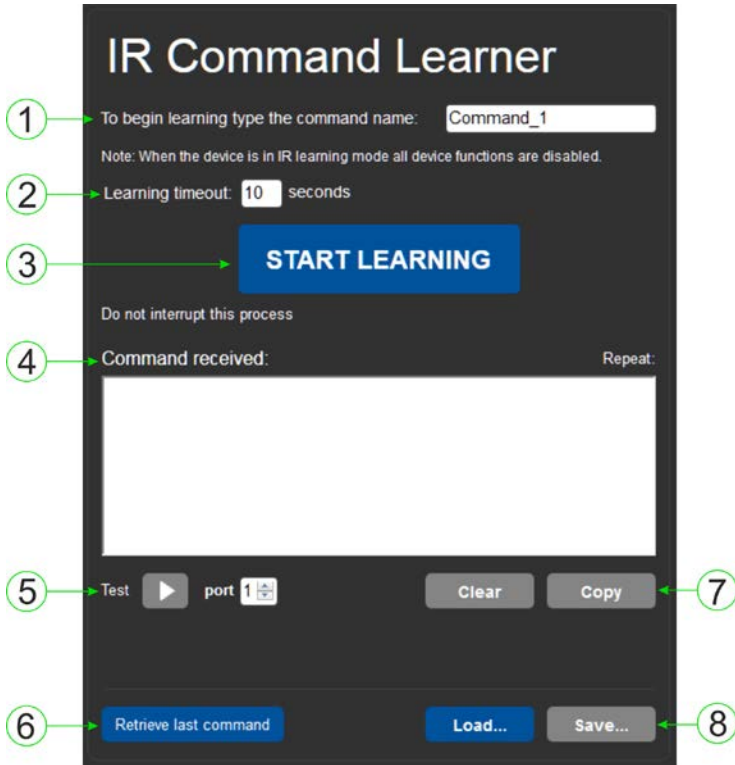 IR Command Learner
1 To begin learning type the command name: Command_1
Note: When the device is in IR learning mode all device functions are disabled.
2 Learning timeout: 10 seconds
3 START LEARNING
Do not interrupt this process
4 Command received: Repeat:
5 Test port 1 Clear Copy 7
6 Retrieve last command Load... Save... 8